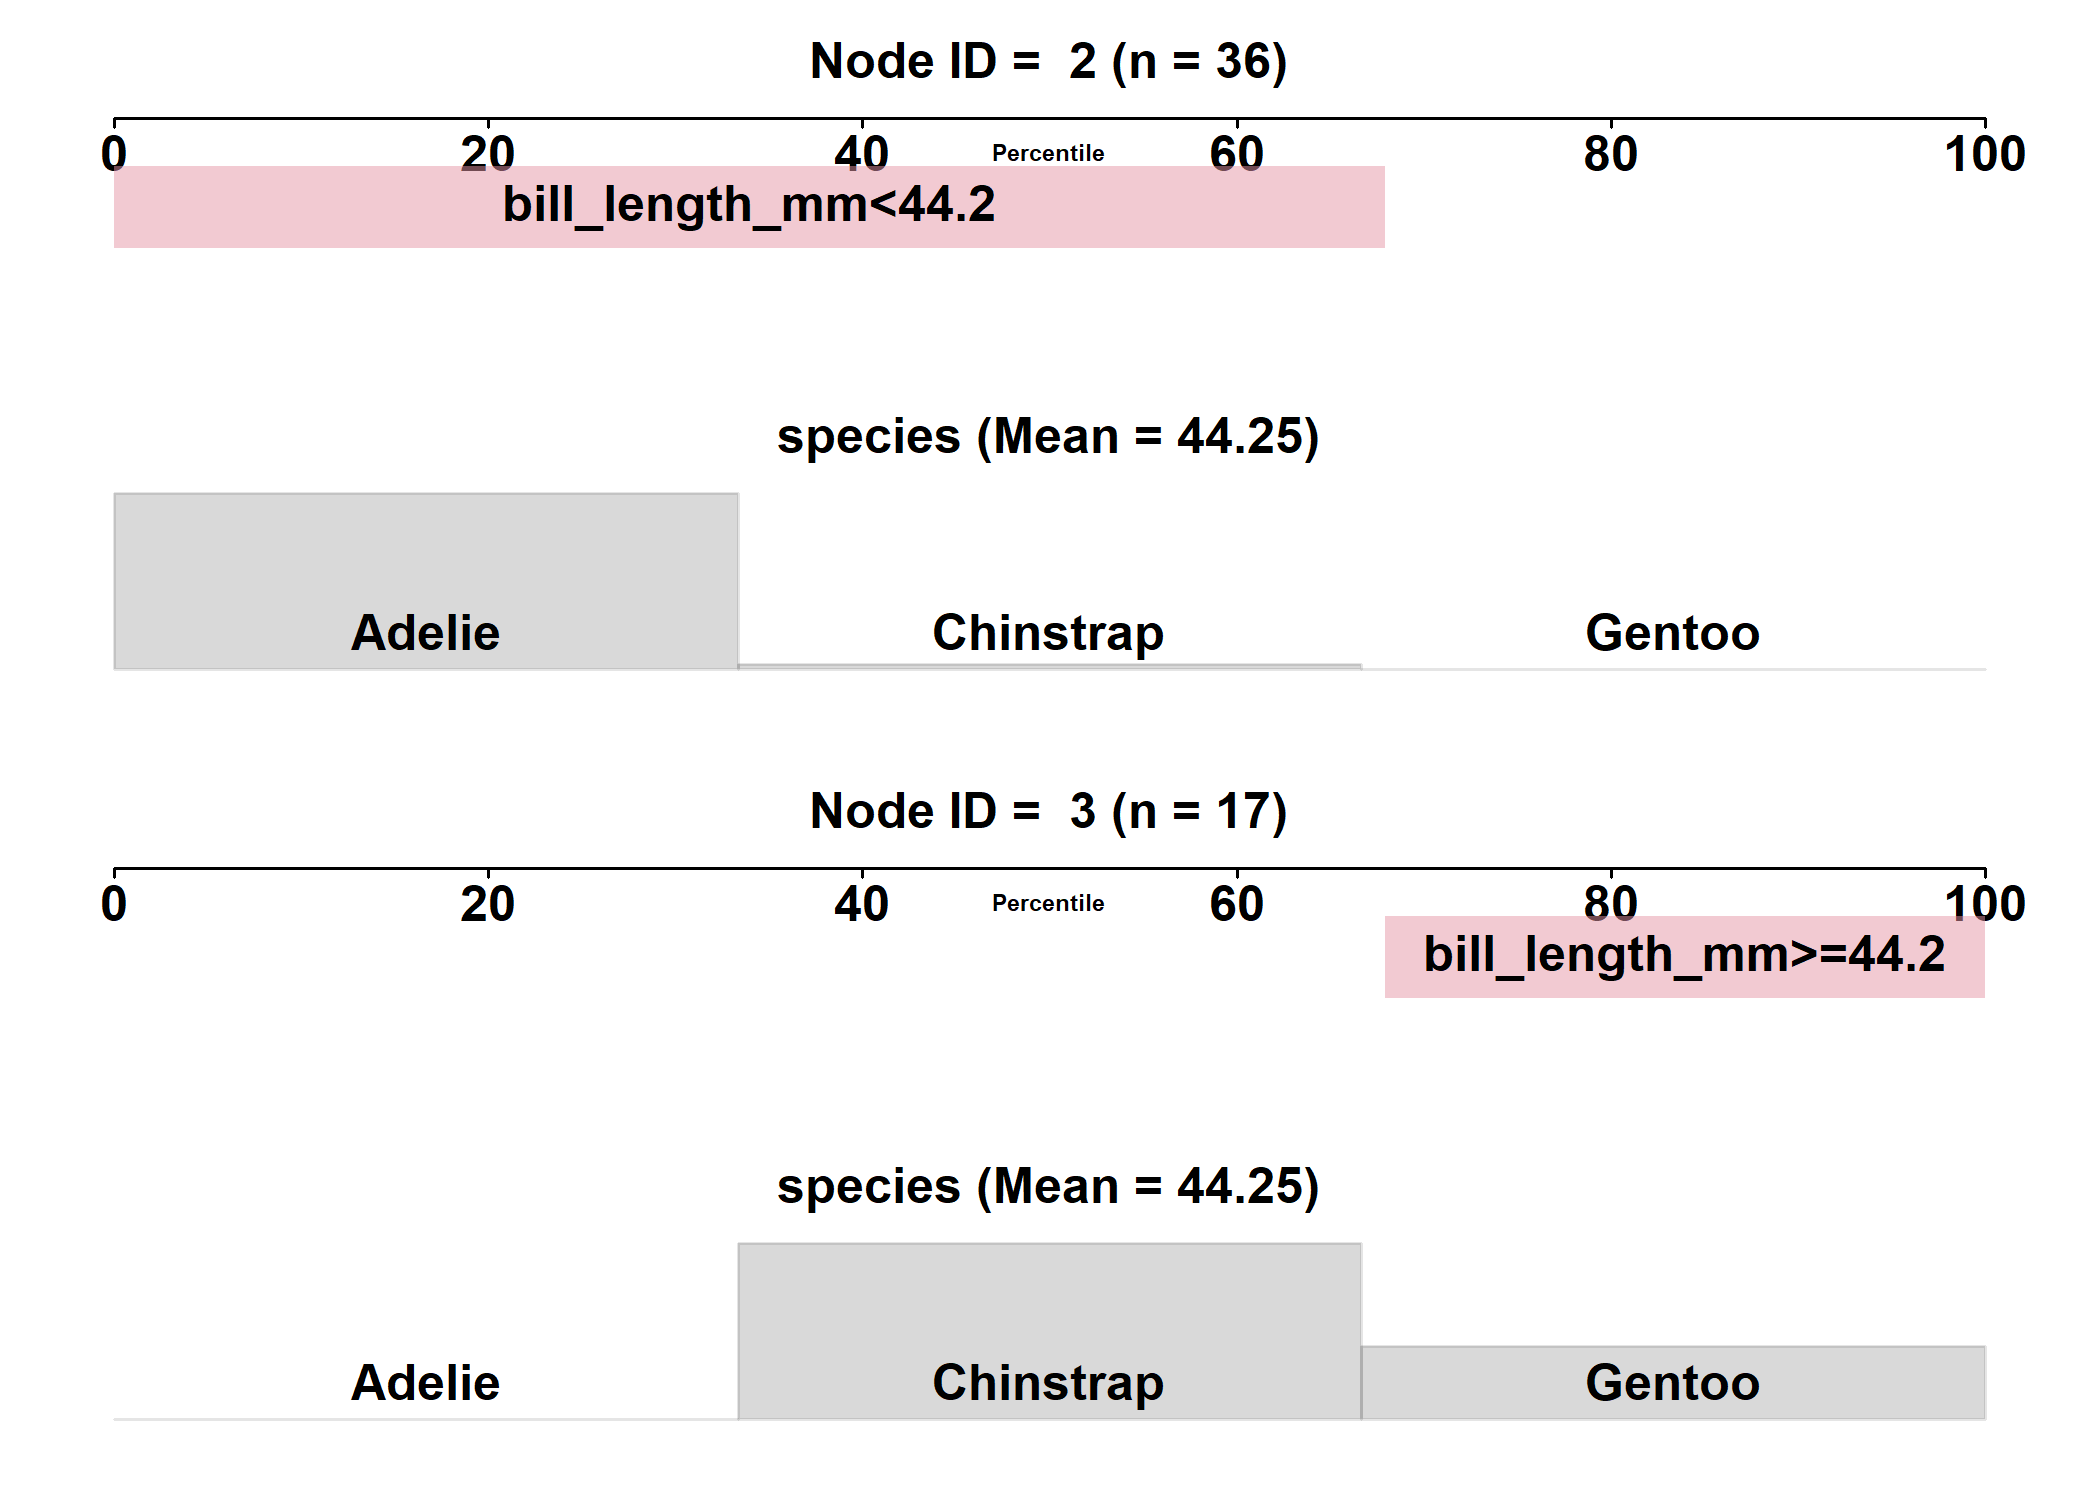 Node ID =  2 (n = 36)
0 20 40 Percentile 60 80 100
bill_length_mm<44.2
species (Mean = 44.25)
Adelie Chinstrap Gentoo
Node ID =  3 (n = 17)
0 20 40 Percentile 60 80 100
bill_length_mm>=44.2
species (Mean = 44.25)
Adelie Chinstrap Gentoo